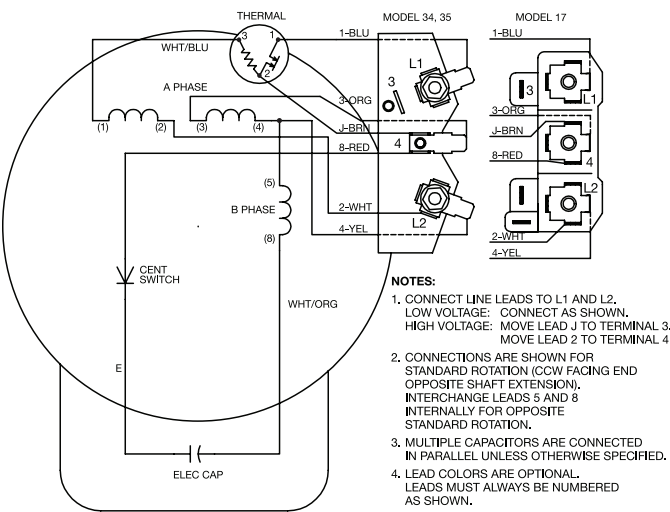 THERMAL
MODEL 34, 35
MODEL 17
3
1
2
WHT/BLU
1-BLU
1-BLU
L1
3
3
L1
A PHASE
3-ORG
3-ORG
(1)
(2)
(3)
(4)
J-BRN
J-BRN
8-RED
4
8-RED
4
(5)
B PHASE
(8)
2-WHT
L2
L2
4-YEL
2-WHT
4-YEL
CENT
SWITCH
WHT/ORG
E
ELEC CAP
NOTES:
1. CONNECT LINE LEADS TO L1 AND L2.
LOW VOLTAGE: CONNECT AS SHOWN.
HIGH VOLTAGE: MOVE LEAD J TO TERMINAL 3.
MOVE LEAD 2 TO TERMINAL 4
2. CONNECTIONS ARE SHOWN FOR
STANDARD ROTATION (CCW FACING END
OPPOSITE SHAFT EXTENSION).
INTERCHANGE LEADS 5 AND 8
INTERNALLY FOR OPPOSITE
STANDARD ROTATION.
3. MULTIPLE CAPACITORS ARE CONNECTED
IN PARALLEL UNLESS OTHERWISE SPECIFIED.
4. LEAD COLORS ARE OPTIONAL.
LEADS MUST ALWAYS BE NUMBERED
AS SHOWN.